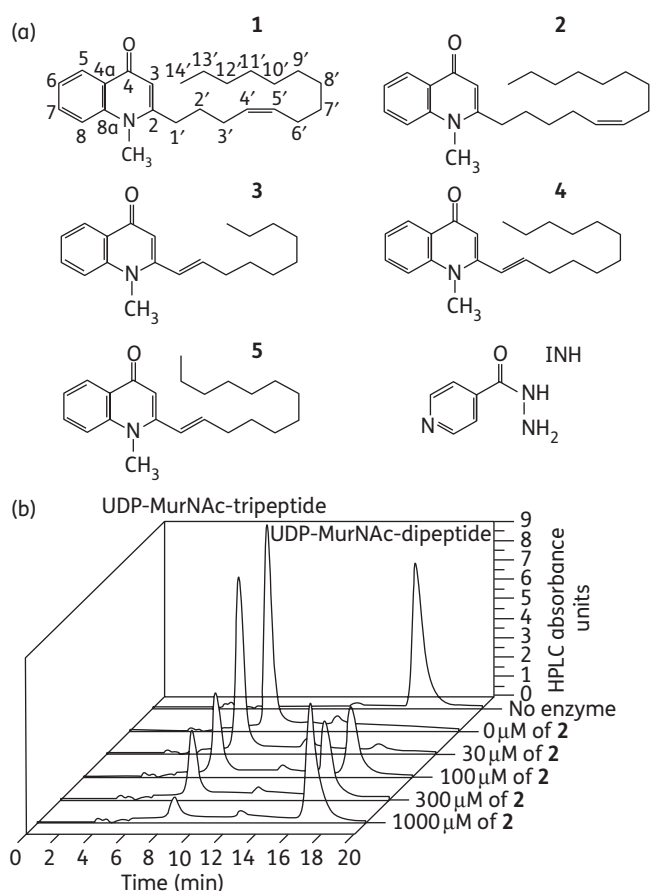 (a)
1
2
O
5
4a
4
3
6
7
8
8a
N
2
CH3
1′
2′
3′
4′
5′
6′
7′
8′
9′
10′
11′
12′
13′
14′
O
N
CH3
3
4
O
N
CH3
O
N
CH3
5
O
N
CH3
O
INH
NH
NH2
N
(b)
UDP-MurNAc-tripeptide
UDP-MurNAc-dipeptide
9
8
7
6
5
4
3
2
1
0
HPLC absorbance
units
No enzyme
0 μM of 2
30 μM of 2
100 μM of 2
300 μM of 2
1000 μM of 2
0 2 4 6 8 10 12 14 16 18 20
Time (min)